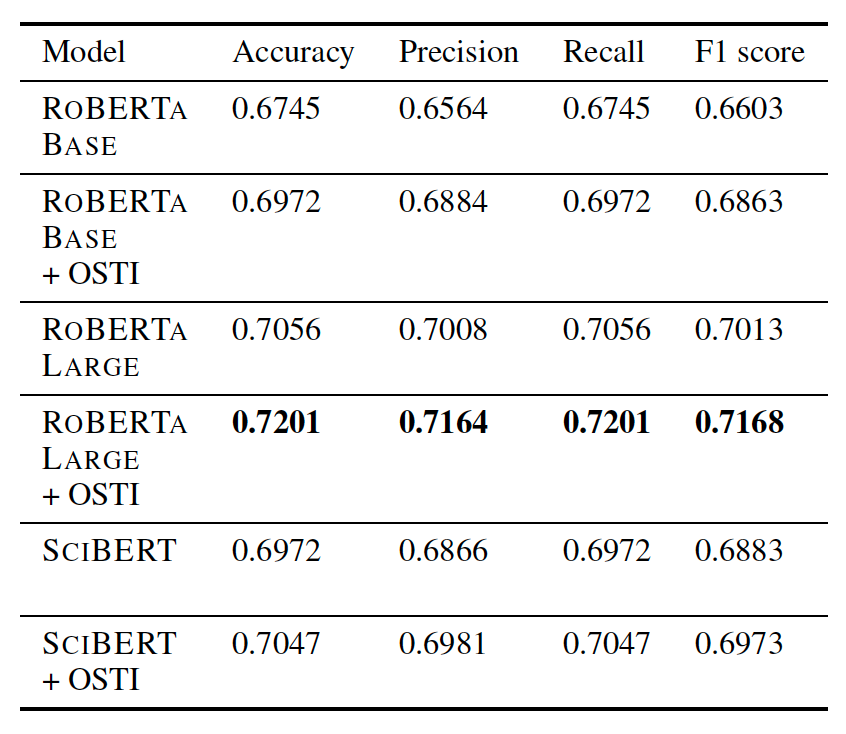 Model Accuracy Precision Recall F1 score
ROBERTA 0.6745 0.6564 0.6745 0.6603
BASE
ROBERTA 0.6972 0.6884 0.6972 0.6863
BASE
+ OSTI
ROBERTA 0.7056 0.7008 0.7056 0.7013
LARGE
ROBERTA 0.7201 0.7164 0.7201 0.7168
LARGE
+ OSTI
SCIBERT 0.6972 0.6866 0.6972 0.6883
SCIBERT 0.7047 0.6981 0.7047 0.6973
+ OSTI